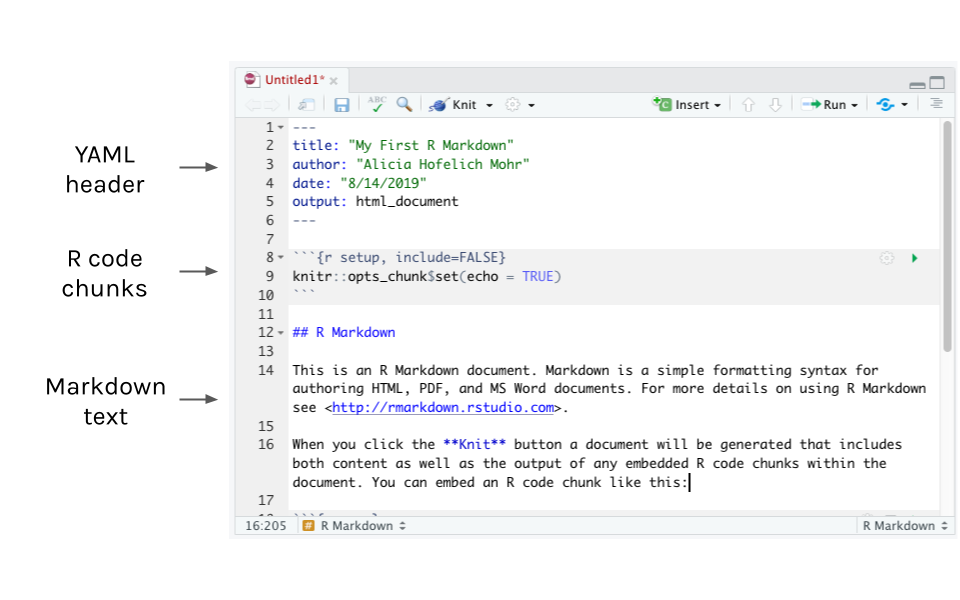 Untitled1*
ABC
Knit
Insert
Run
YAML
header
R code
chunks
Markdown
text
1 ---
2 title: "My First R Markdown"
3 author: "Alicia Hofelich Mohr"
4 date: "8/14/2019"
5 output: html_document
6 ---
7
8 ```{r setup, include=FALSE}
9 knitr::opts_chunk$set(echo = TRUE)
10 ```
11
12 ## R Markdown
13
14 This is an R Markdown document. Markdown is a simple formatting syntax for
authoring HTML, PDF, and MS Word documents. For more details on using R Markdown
see <http://rmarkdown.rstudio.com>.
15
16 When you click the **Knit** button a document will be generated that includes
both content as well as the output of any embedded R code chunks within the
document. You can embed an R code chunk like this:
17
16:205 # R Markdown R Markdown